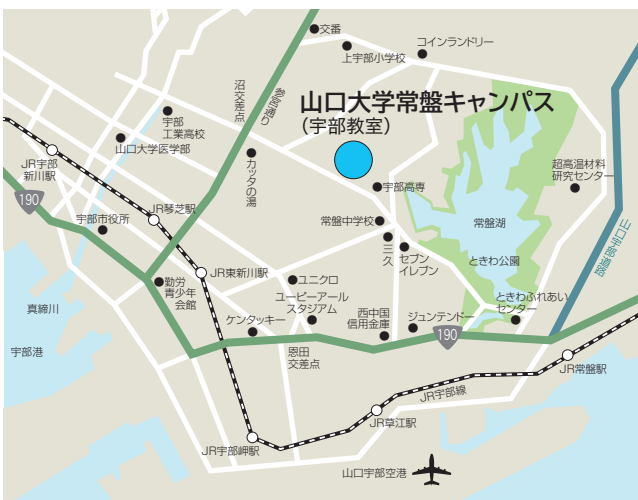 交番
コインランドリー
上宇部小学校
沼交差点
参宮通り
山口大学常盤キャンパス
(宇部教室)
宇部
工業高校
山口大学医学部
JR宇部
新川駅
カッタの湯
超高温材料
研究センター
宇部高専
190
JR琴芝駅
宇部市役所
常盤中学校
常盤湖
山口宇部道路
三久
セブン
イレブン
ときわ公園
JR東新川駅
ユニクロ
勤労
青少年
会館
ユーピーアール
スタジアム
ときわふれあい
センター
真締川
ケンタッキー
西中国
信用金庫
ジュンテンドー
190
宇部港
恩田
交差点
JR常盤駅
JR宇部線
JR草江駅
JR宇部岬駅
山口宇部空港